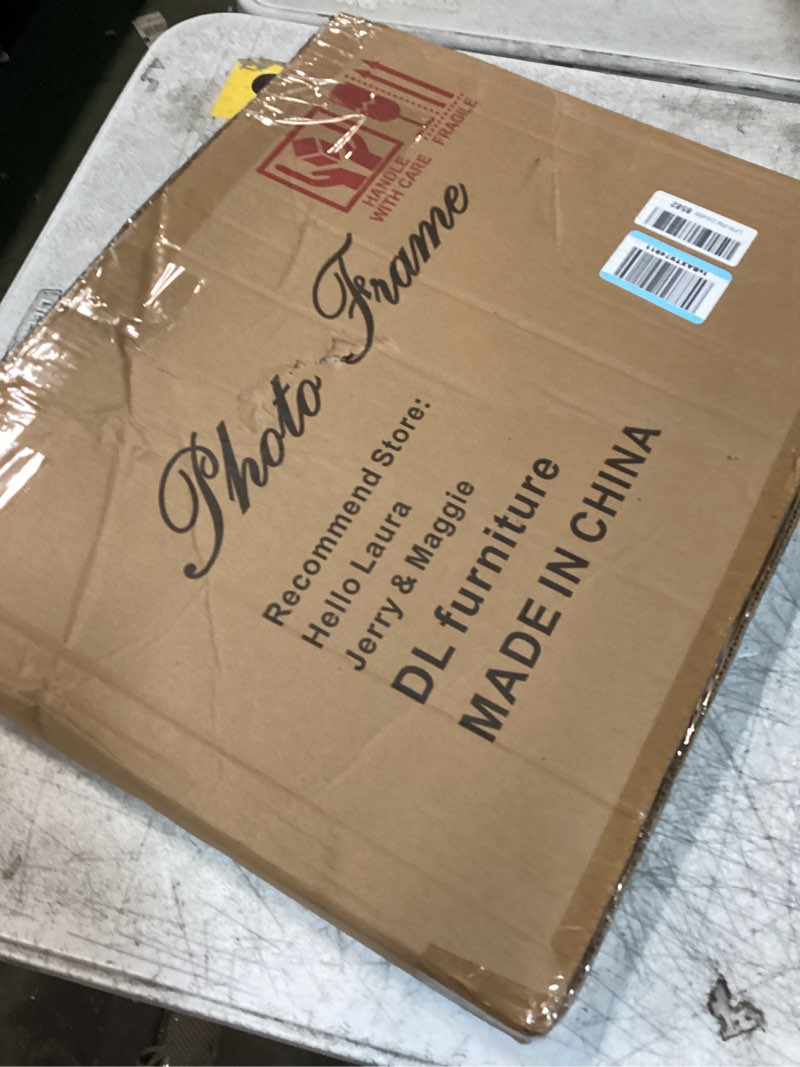 HANDLE
WITH CARE
FRAGILE
Photo Frame
Recommend Store:
Hello Laura
Jerry & Maggie
DL furniture
MADE IN CHINA